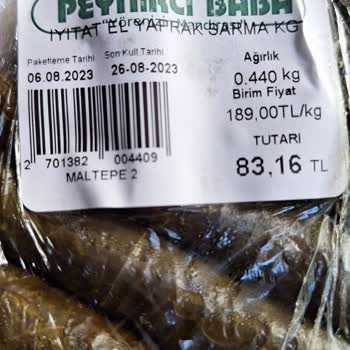 PEYNİRCİ BABA
"Yörenizin Mandırası"
İYİTAT EL YAPRAK SARMA KG
Paketleme Tarihi Son Kull Tarihi
06.08.2023 26-08-2023
Ağırlık
0.440 kg
Birim Fiyat
189,00TL/kg
TUTARI
83,16 TL
2 701382 004409
MALTEPE 2